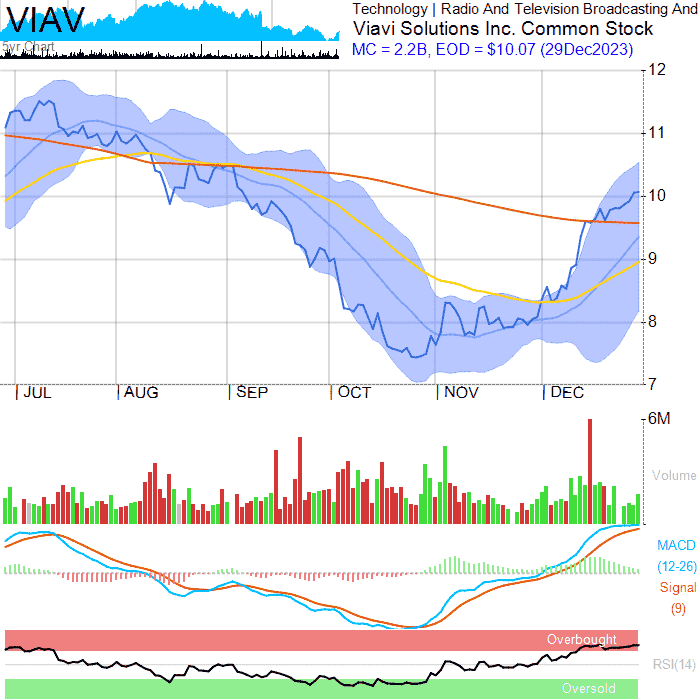 VIAV
5yr Chart
Technology | Radio And Television Broadcasting And
Viavi Solutions Inc. Common Stock
MC = 2.2B, EOD = $10.07 (29Dec2023)
12
11
10
9
8
7
| JUL | AUG | SEP | OCT | NOV | DEC
6M
Volume
MACD
(12-26)
Signal
(9)
Overbought
RSI(14)
Oversold